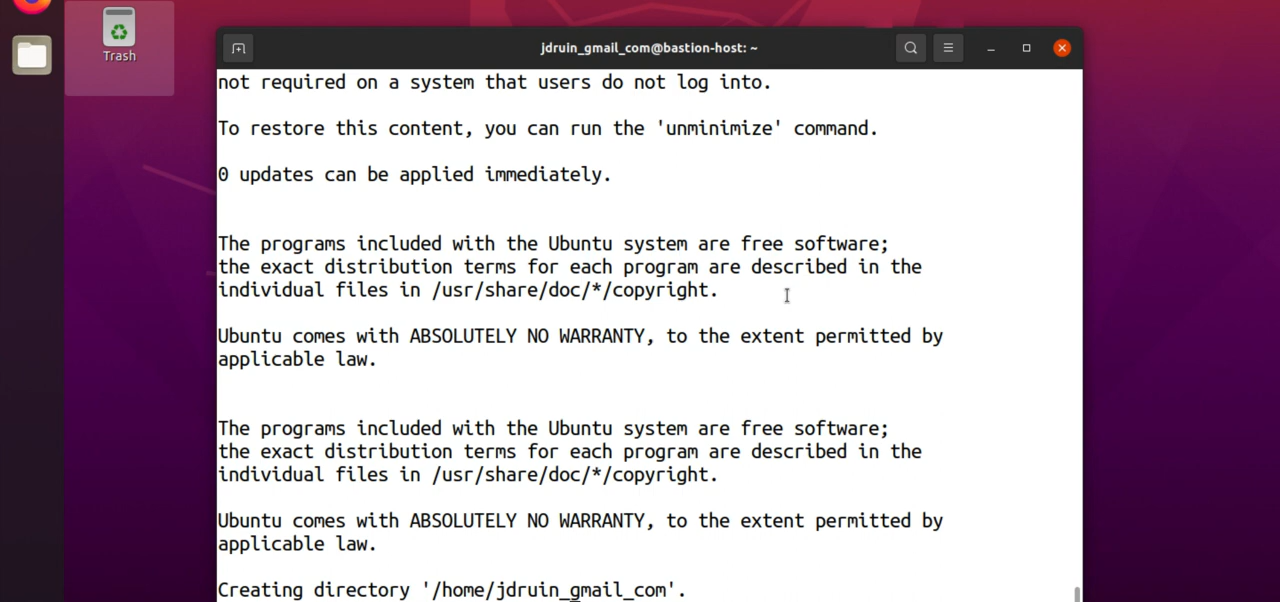 Trash
jdruin_gmail_com@bastion-host: ~
not required on a system that users do not log into.
To restore this content, you can run the 'unminimize' command.
0 updates can be applied immediately.
The programs included with the Ubuntu system are free software;
the exact distribution terms for each program are described in the
individual files in /usr/share/doc/*/copyright.
Ubuntu comes with ABSOLUTELY NO WARRANTY, to the extent permitted by
applicable law.
The programs included with the Ubuntu system are free software;
the exact distribution terms for each program are described in the
individual files in /usr/share/doc/*/copyright.
Ubuntu comes with ABSOLUTELY NO WARRANTY, to the extent permitted by
applicable law.
Creating directory '/home/jdruin_gmail_com'.